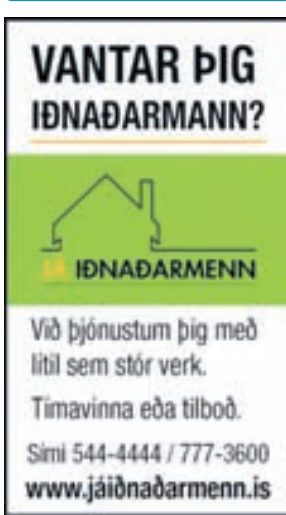 VANTAR ÞIG
IÐNAÐARMANN?
JÁ IÐNAÐARMENN
Við þjónustum þig með
lítil sem stór verk.
Tímavinna eða tilboð.
Sími 544-4444 / 777-3600
www.jáiðnaðarmenn.is